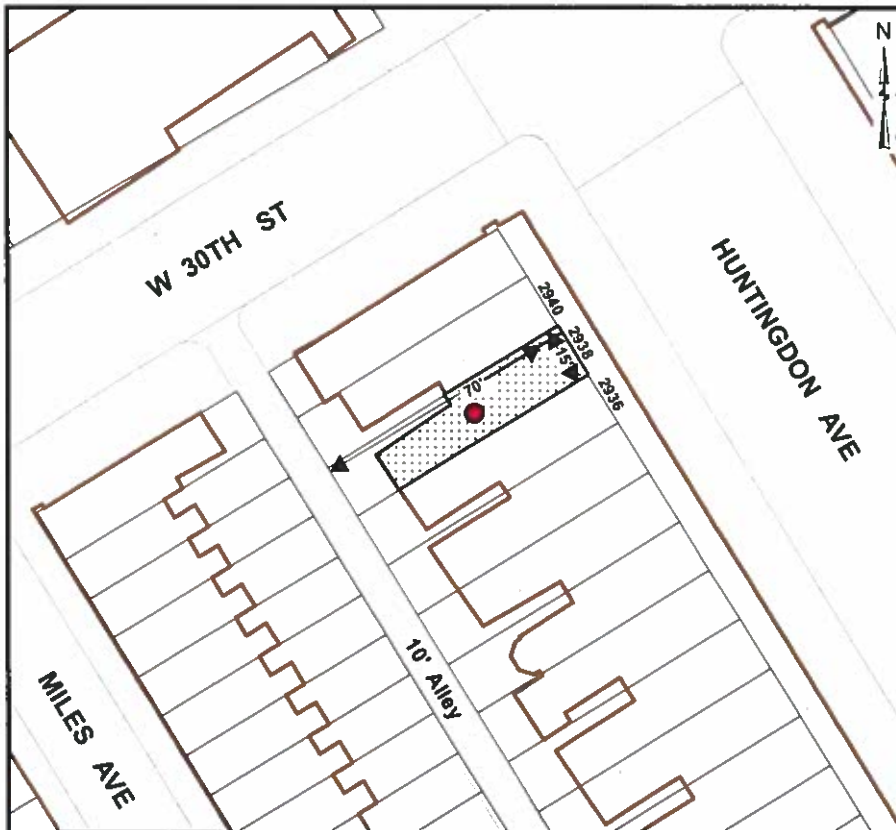 N
W 30TH ST
HUNTINGDON AVE
2940
2938
15'
70'
2936
10' Alley
MILES AVE